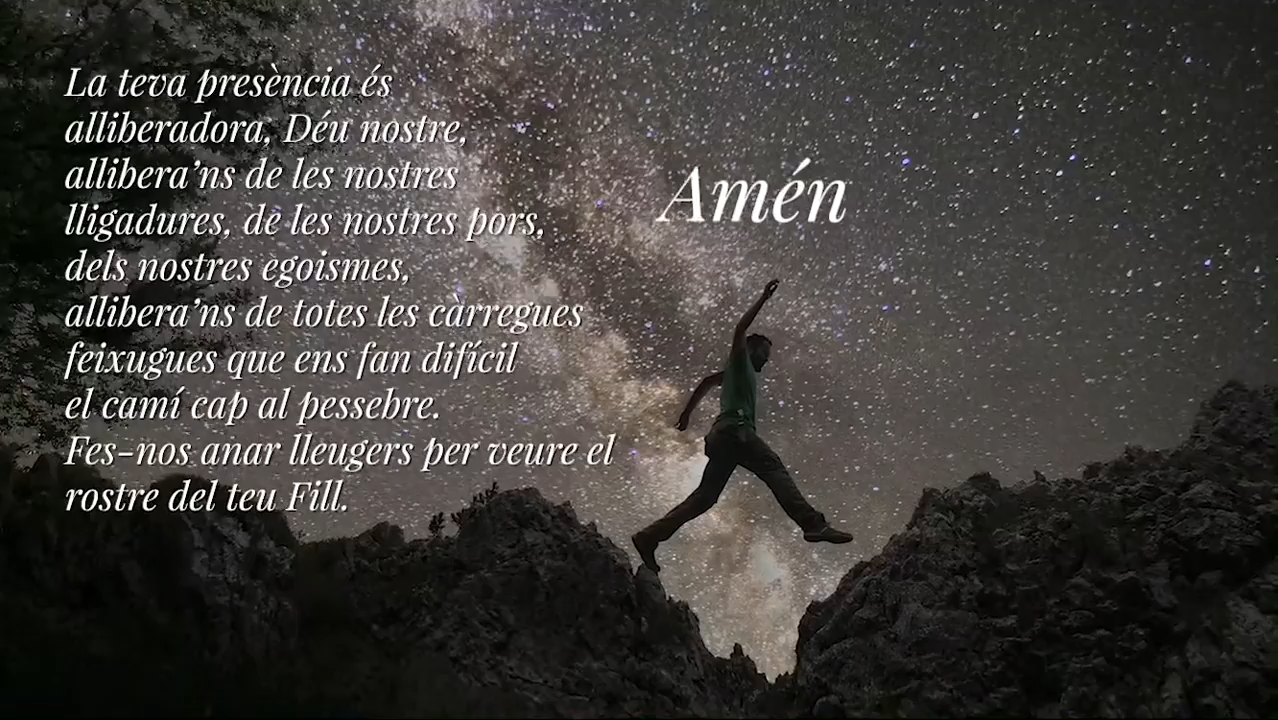 La teva presència és
alliberadora, Déu nostre,
allibera’ns de les nostres
lligadures, de les nostres pors,
dels nostres egoismes,
allibera’ns de totes les càrregues
feixugues que ens fan difícil
el camí cap al pessebre.
Fes-nos anar lleugers per veure el
rostre del teu Fill.
Amén